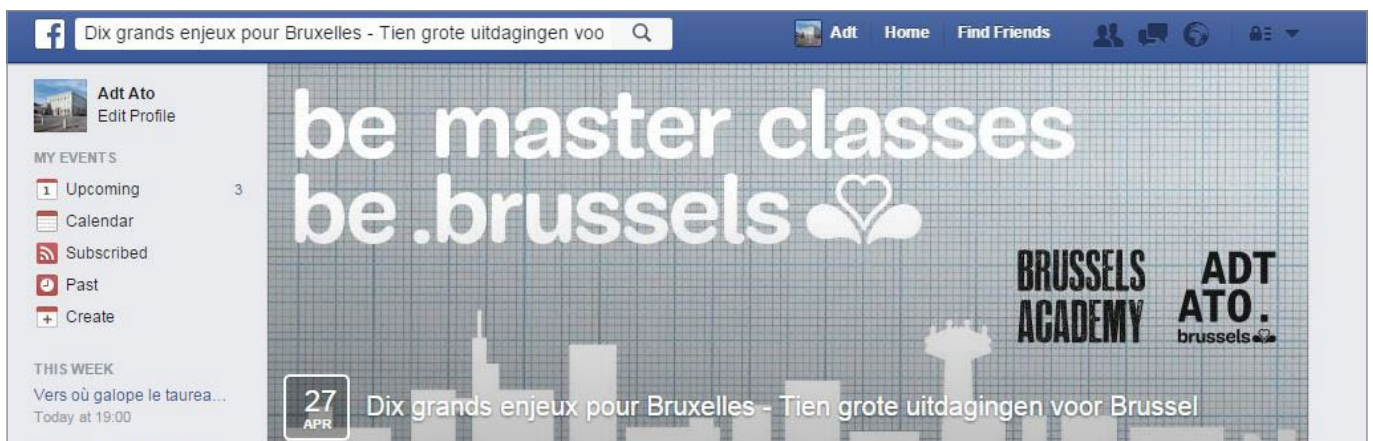 f Dix grands enjeux pour Bruxelles - Tien grote uitdagingen voo Adt Home Find Friends
Adt Ato
Edit Profile
MY EVENTS
1 Upcoming 3
Calendar
Subscribed
Past
Create
THIS WEEK
Vers où galope le taurea...
Today at 19:00
be master classes
be.brussels
BRUSSELS
ACADEMY
ADT
ATO.
brussels
27
APR
Dix grands enjeux pour Bruxelles - Tien grote uitdagingen voor Brussel